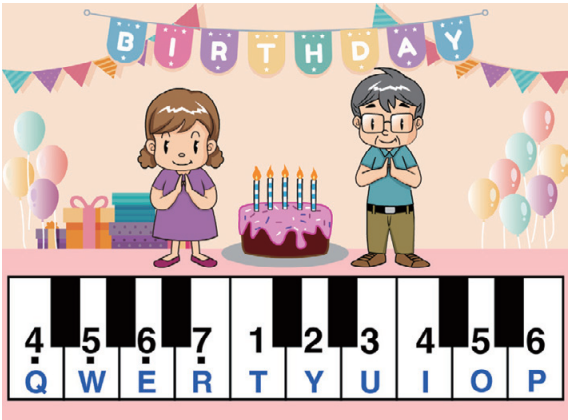 BIRTHDAY
4̣ 5̣ 6̣ 7̣ 1 2 3 4 5 6
Q W E R T Y U I O P